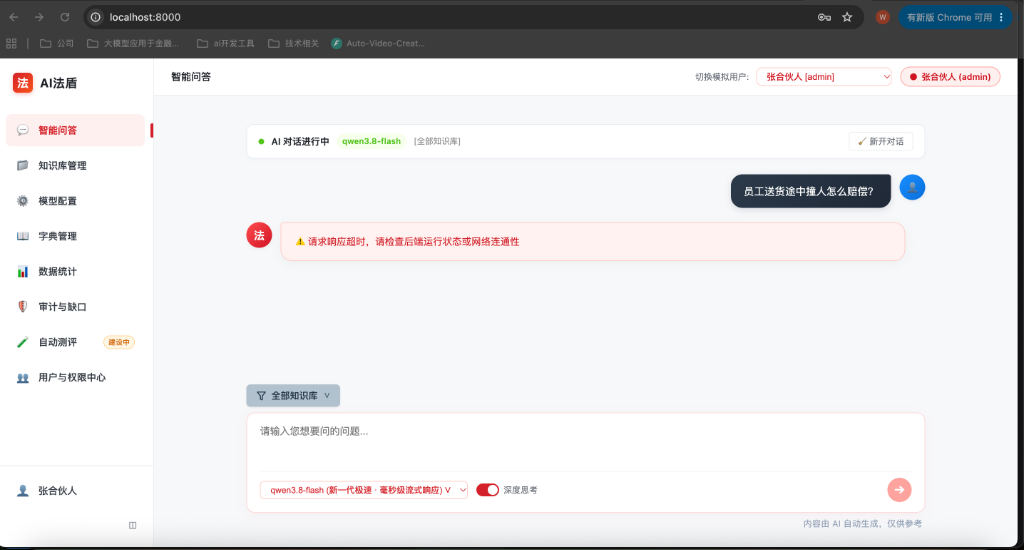 localhost:8000
W
有新版 Chrome 可用
公司
大模型应用于金融...
ai开发工具
技术相关
Auto-Video-Creat...
法
AI法盾
智能问答
切换模拟用户:
张合伙人 [admin]
张合伙人 (admin)
智能问答
知识库管理
模型配置
字典管理
数据统计
审计与缺口
自动测评
建设中
用户与权限中心
张合伙人
AI 对话进行中
qwen3.8-flash
[全部知识库]
新开对话
员工送货途中撞人怎么赔偿?
法
请求响应超时，请检查后端运行状态或网络连通性
全部知识库 ∨
请输入您想要问的问题...
qwen3.8-flash (新一代极速 · 毫秒级流式响应) V
深度思考
内容由 AI 自动生成，仅供参考